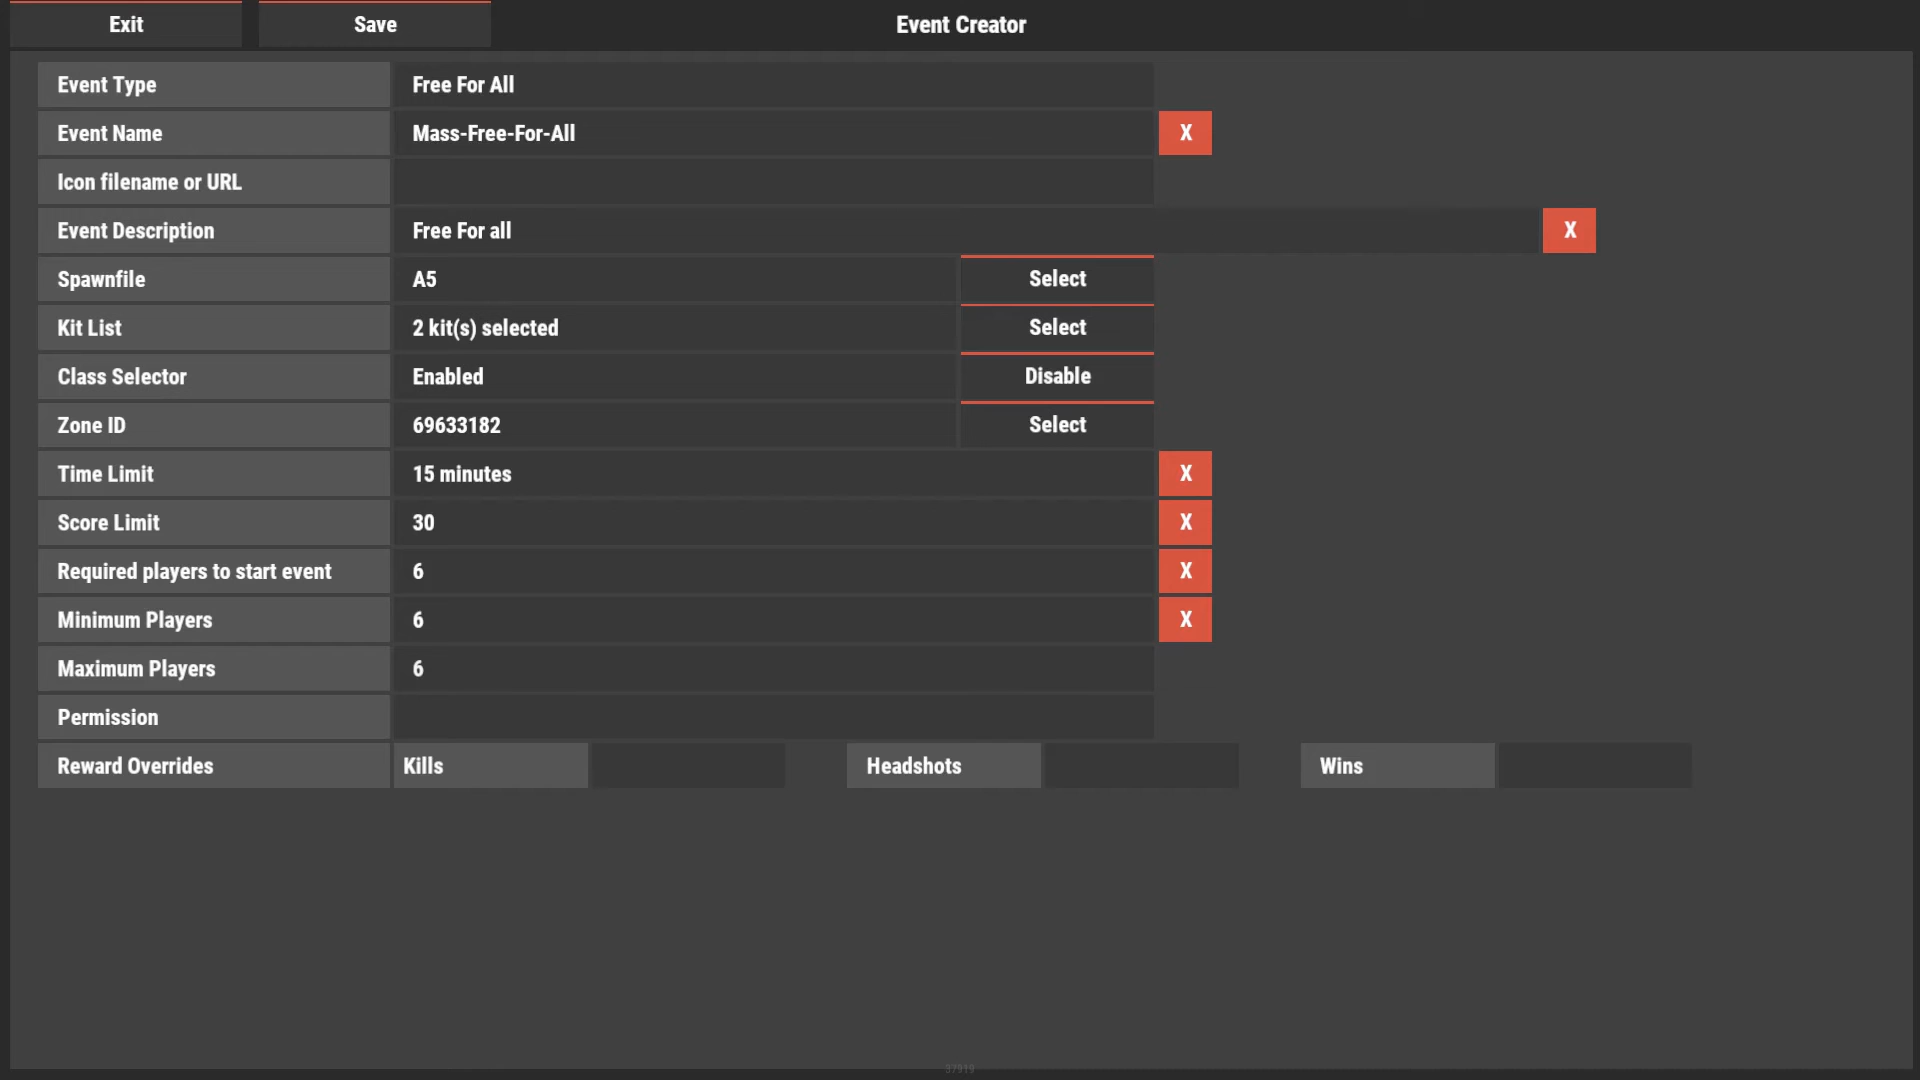 Exit Save Event Creator
Event Type Free For All
Event Name Mass-Free-For-All X
Icon filename or URL
Event Description Free For all X
Spawnfile A5 Select
Kit List 2 kit(s) selected Select
Class Selector Enabled Disable
Zone ID 69633182 Select
Time Limit 15 minutes X
Score Limit 30 X
Required players to start event 6 X
Minimum Players 6 X
Maximum Players 6
Permission
Reward Overrides Kills Headshots Wins